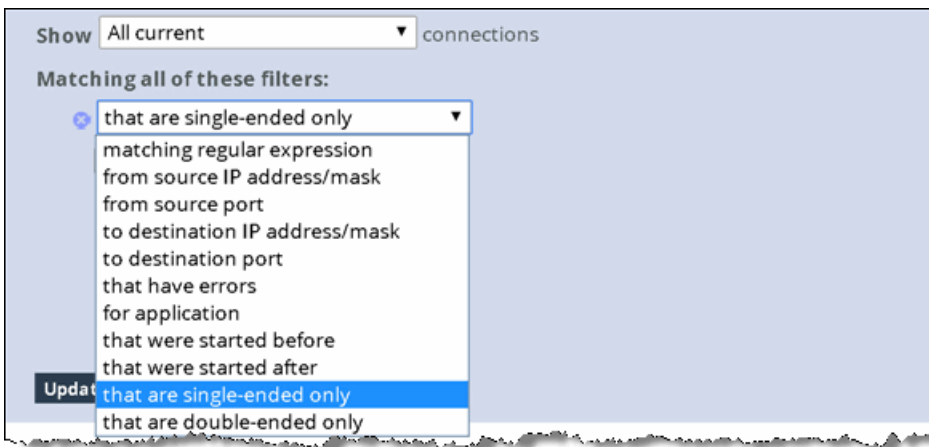 Show All current connections
Matching all of these filters:
that are single-ended only
matching regular expression
from source IP address/mask
from source port
to destination IP address/mask
to destination port
that have errors
for application
that were started before
that were started after
Updat that are single-ended only
that are double-ended only